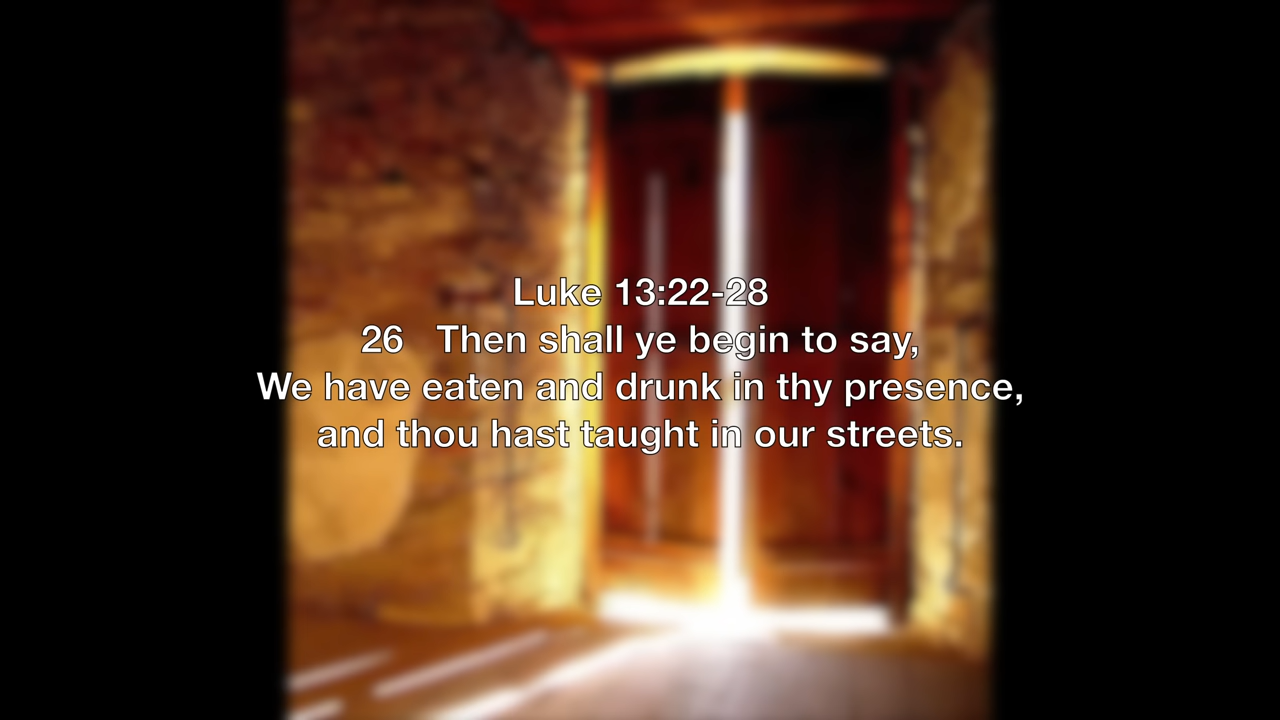 Luke 13:22-28
26 Then shall ye begin to say,
We have eaten and drunk in thy presence,
and thou hast taught in our streets.